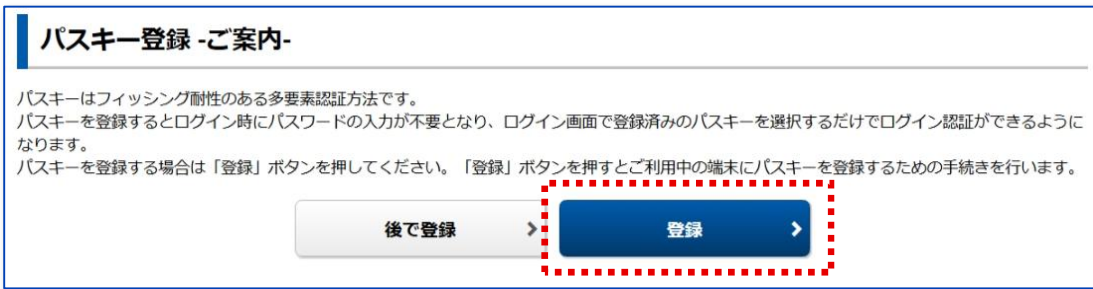 パスキー登録 -ご案内-
パスキーはフィッシング耐性のある多要素認証方法です。
パスキーを登録するとログイン時にパスワードの入力が不要となり、ログイン画面で登録済みのパスキーを選択するだけでログイン認証ができるように
なります。
パスキーを登録する場合は「登録」ボタンを押してください。「登録」ボタンを押すとご利用中の端末にパスキーを登録するための手続きを行います。
後で登録
登録